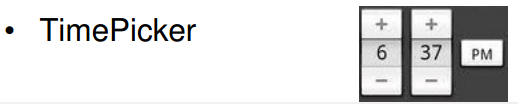 • TimePicker
+ +
6 37 PM
− −